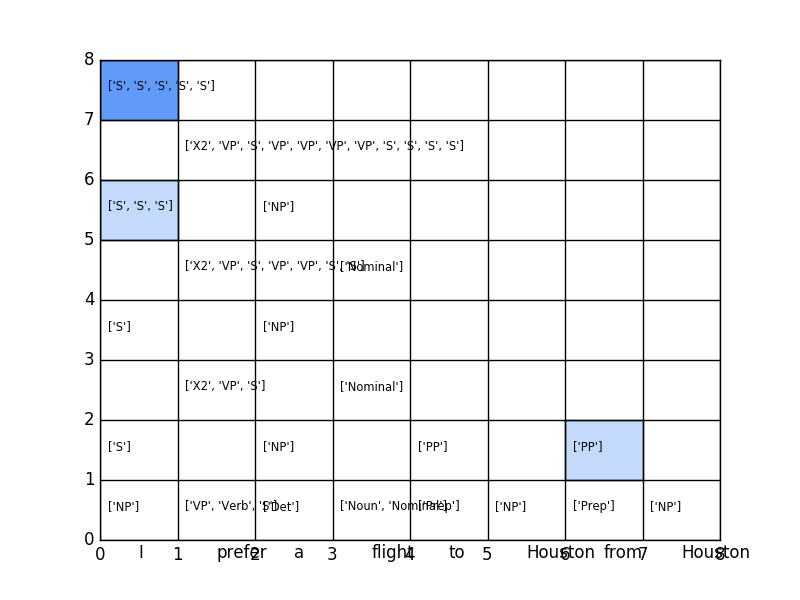 8
['S', 'S', 'S', 'S', 'S']
7
['X2', 'VP', 'S', 'VP', 'VP', 'VP', 'VP', 'S', 'S', 'S', 'S']
6
['S', 'S', 'S'] ['NP']
5
['X2', 'VP', 'S', 'VP', 'VP', 'S', 'S'] ['Nominal']
4
['S'] ['NP']
3
['X2', 'VP', 'S'] ['Nominal']
2
['S'] ['NP'] ['PP'] ['PP']
1
['NP'] ['VP', 'Verb', 'S'] ['Det'] ['Noun', 'Nominal'] ['Prep'] ['NP'] ['Prep'] ['NP']
0
0 1 2 3 4 5 6 7 8
I prefer a flight to Houston from Houston